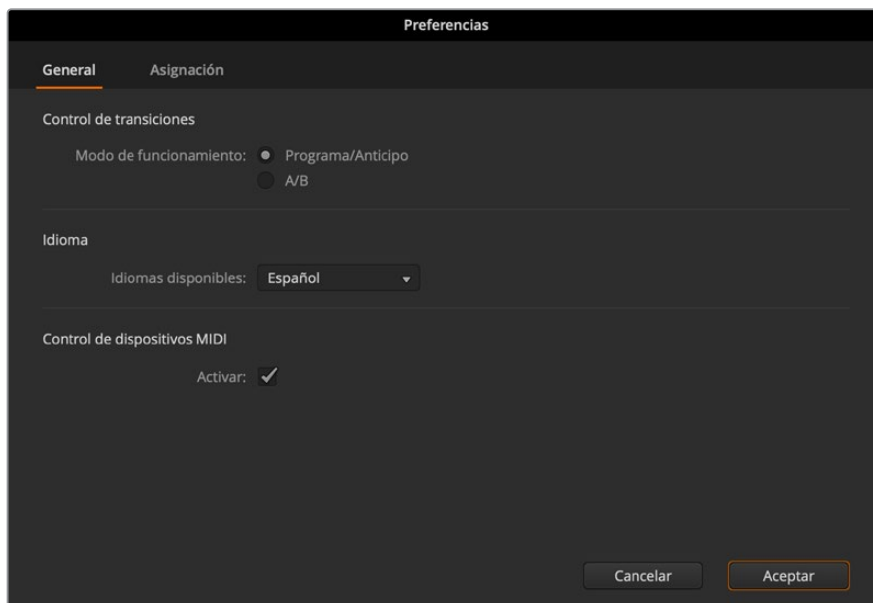 Preferencias
General Asignación
Control de transiciones
Modo de funcionamiento: Programa/Anticipo
A/B
Idioma
Idiomas disponibles: Español
Control de dispositivos MIDI
Activar:
Cancelar Aceptar